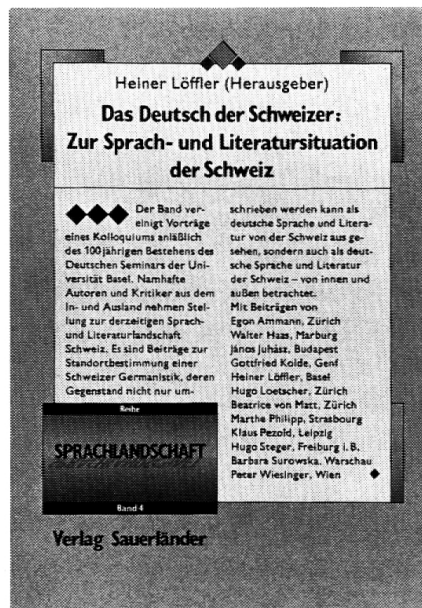 Heiner Löffler (Herausgeber)
Das Deutsch der Schweizer:
Zur Sprach- und Literatursituation
der Schweiz
Der Band ver-
einigt Vorträge
eines Kolloquiums anläßlich
des 100jährigen Bestehens des
Deutschen Seminars der Uni-
versität Basel. Namhafte
Autoren und Kritiker aus dem
In- und Ausland nehmen Stel-
lung zur derzeitigen Sprach-
und Literaturlandschaft
Schweiz. Es sind Beiträge zur
Standortbestimmung einer
Schweizer Germanistik, deren
Gegenstand nicht nur um-
schrieben werden kann als
deutsche Sprache und Litera-
tur von der Schweiz aus ge-
sehen, sondern auch als deut-
sche Sprache und Literatur
der Schweiz – von innen und
außen betrachtet.
Mit Beiträgen von
Egon Ammann, Zürich
Walter Haas, Marburg
János Juhász, Budapest
Gottfried Kolde, Genf
Heiner Löffler, Basel
Hugo Loetscher, Zürich
Beatrice von Matt, Zürich
Marthe Philipp, Strasbourg
Klaus Pezold, Leipzig
Hugo Steger, Freiburg i. B.
Barbara Surowska, Warschau
Peter Wiesinger, Wien
Reihe
SPRACHLANDSCHAFT
Band 4
Verlag Sauerländer